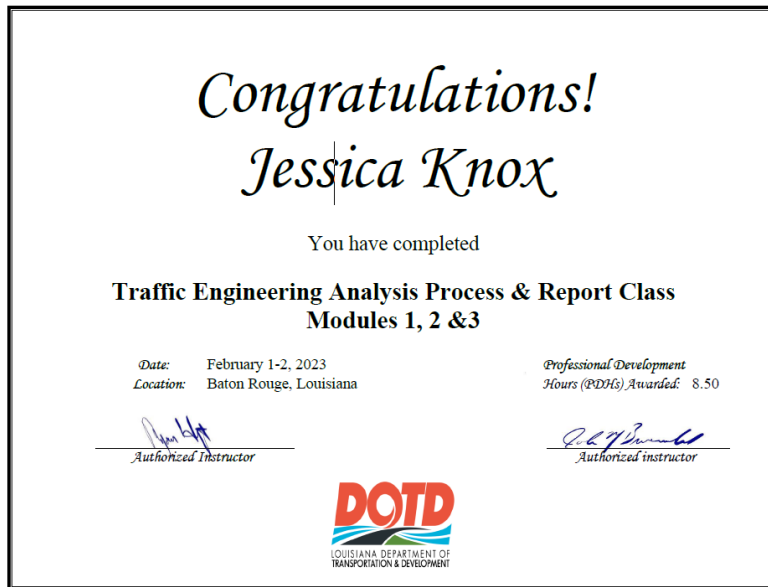 Congratulations!
Jessica Knox
You have completed
Traffic Engineering Analysis Process & Report Class
Modules 1, 2 &3
Date: February 1-2, 2023
Location: Baton Rouge, Louisiana
Professional Development
Hours (PDHs) Awarded: 8.50
Authorized Instructor
Authorized instructor
DOTD
LOUISIANA DEPARTMENT OF
TRANSPORTATION & DEVELOPMENT